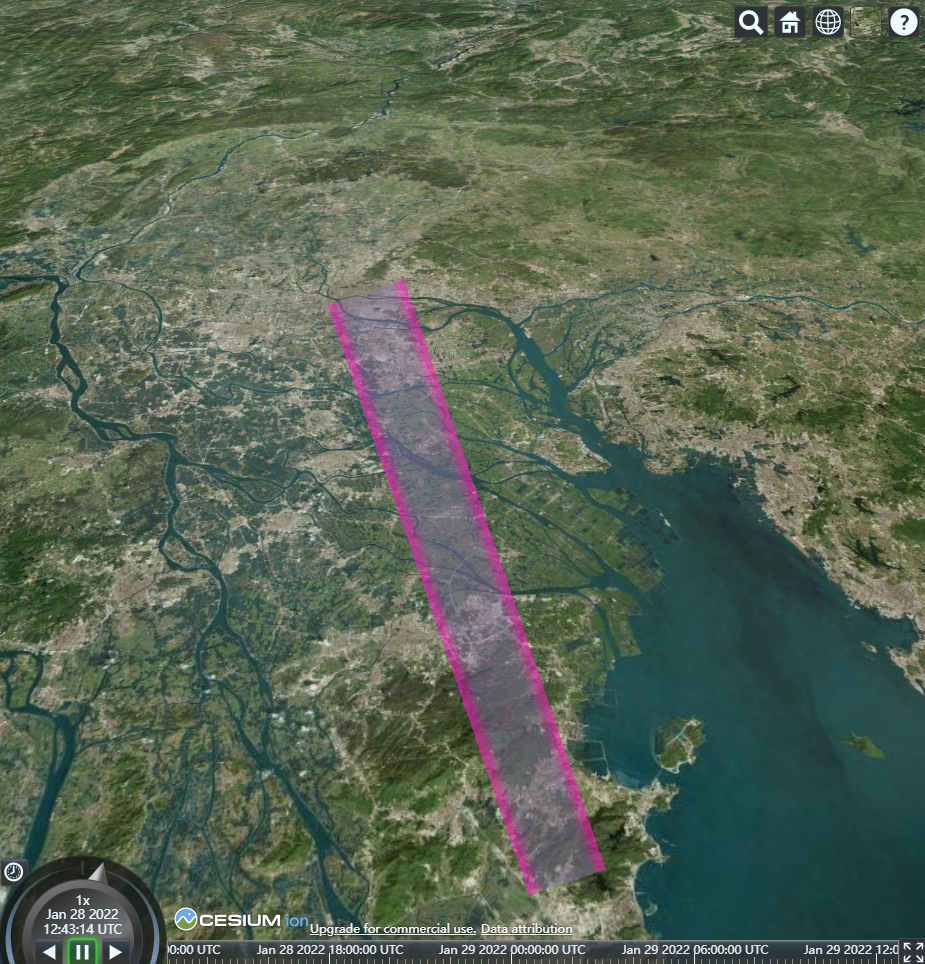 ?
1x
Jan 28 2022
12:43:14 UTC
CESIUM ion
Upgrade for commercial use. Data attribution
0:00 UTC Jan 28 2022 18:00:00 UTC Jan 29 2022 00:00:00 UTC Jan 29 2022 06:00:00 UTC Jan 29 2022 12:0